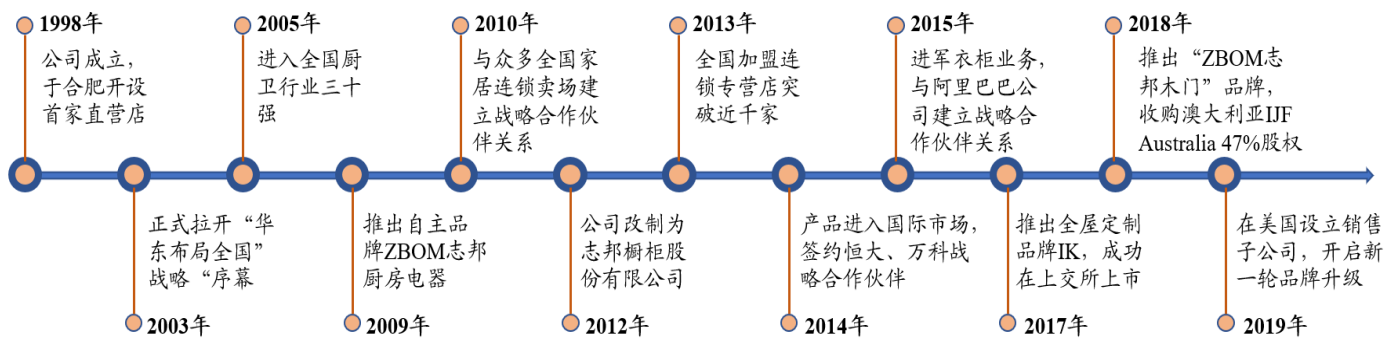 1998年
公司成立，
于合肥开设
首家直营店
2003年
正式拉开“华
东布局全国”
战略“序幕
2005年
进入全国厨
卫行业三十
强
2009年
推出自主品
牌ZBOM志邦
厨房电器
2010年
与众多全国家
居连锁卖场建
立战略合作伙
伴关系
2012年
公司改制为
志邦橱柜股
份有限公司
2013年
全国加盟连
锁专营店突
破近千家
2014年
产品进入国际市场，
签约恒大、万科战
略合作伙伴
2015年
进军衣柜业务，
与阿里巴巴公
司建立战略合
作伙伴关系
2017年
推出全屋定制
品牌IK，成功
在上交所上市
2018年
推出“ZBOM志
邦木门”品牌，
收购澳大利亚IJF
Australia 47%股权
2019年
在美国设立销售
子公司，开启新
一轮品牌升级